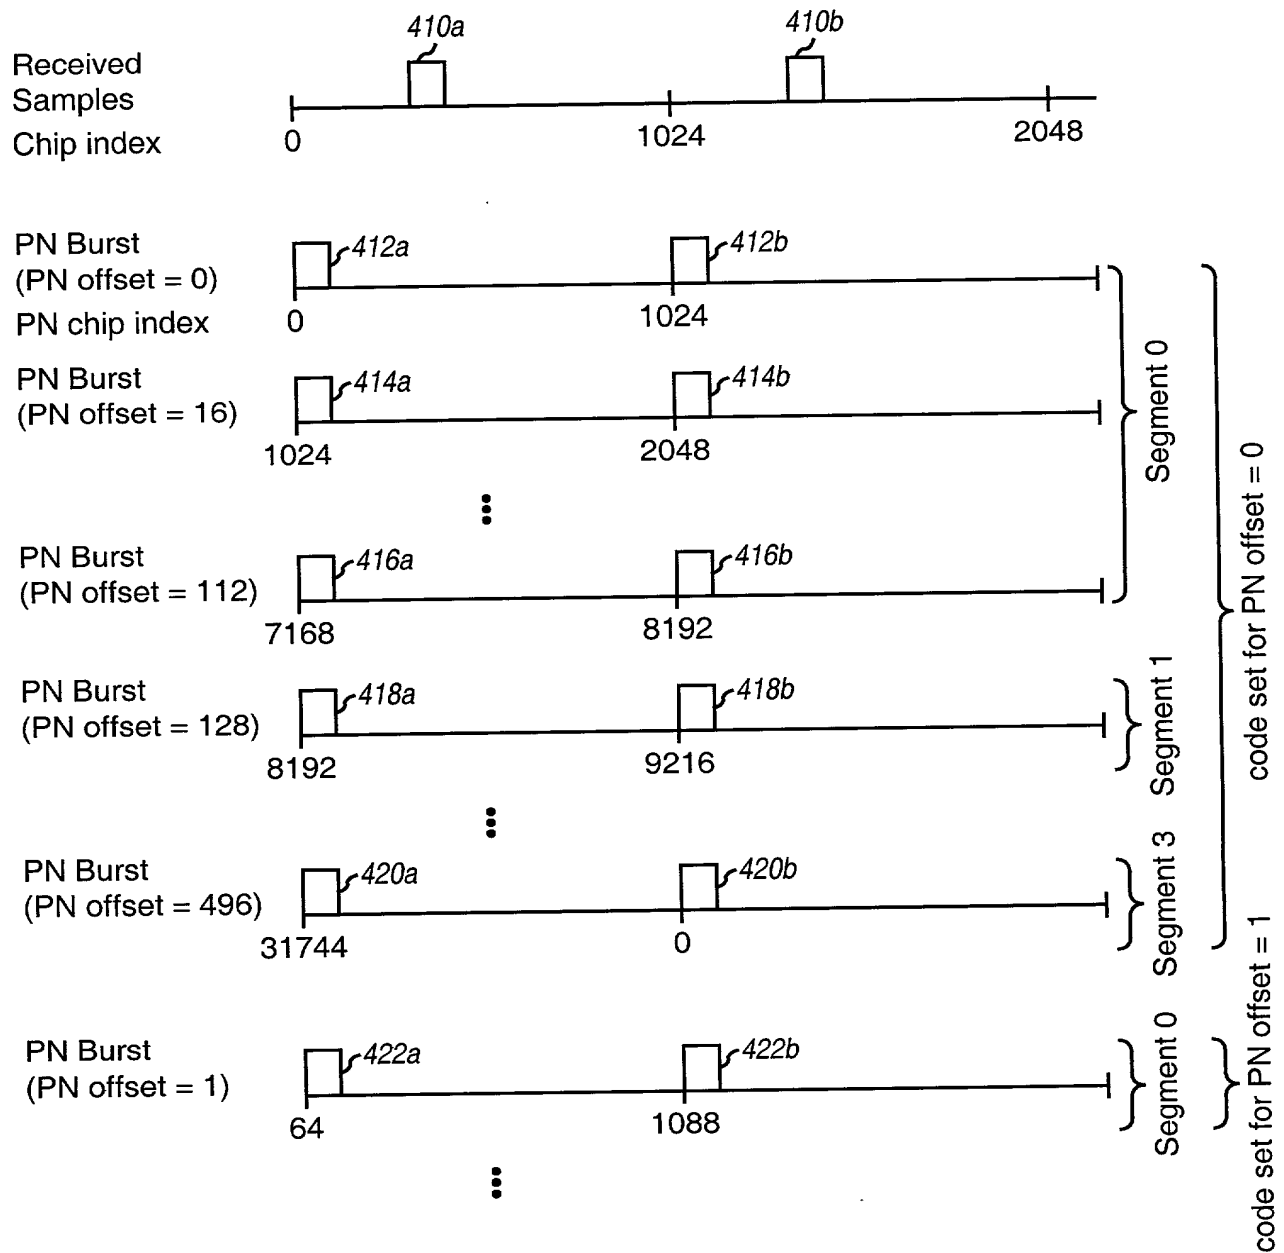 410a
410b
Received
Samples
Chip index
0
1024
2048
PN Burst
(PN offset = 0)
PN chip index
412a
412b
0
1024
PN Burst
(PN offset = 16)
414a
414b
1024
2048
PN Burst
(PN offset = 112)
416a
416b
7168
8192
Segment 0
PN Burst
(PN offset = 128)
418a
418b
8192
9216
Segment 1
PN Burst
(PN offset = 496)
420a
420b
31744
0
Segment 3
code set for PN offset = 0
PN Burst
(PN offset = 1)
422a
422b
64
1088
Segment 0
code set for PN offset = 1